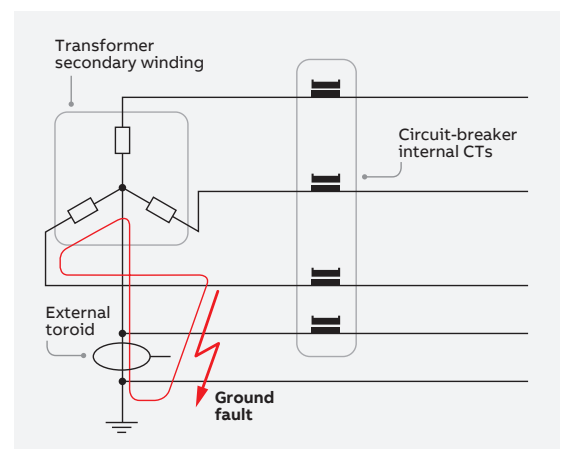 Transformer
secondary winding
Circuit-breaker
internal CTs
External
toroid
Ground
fault